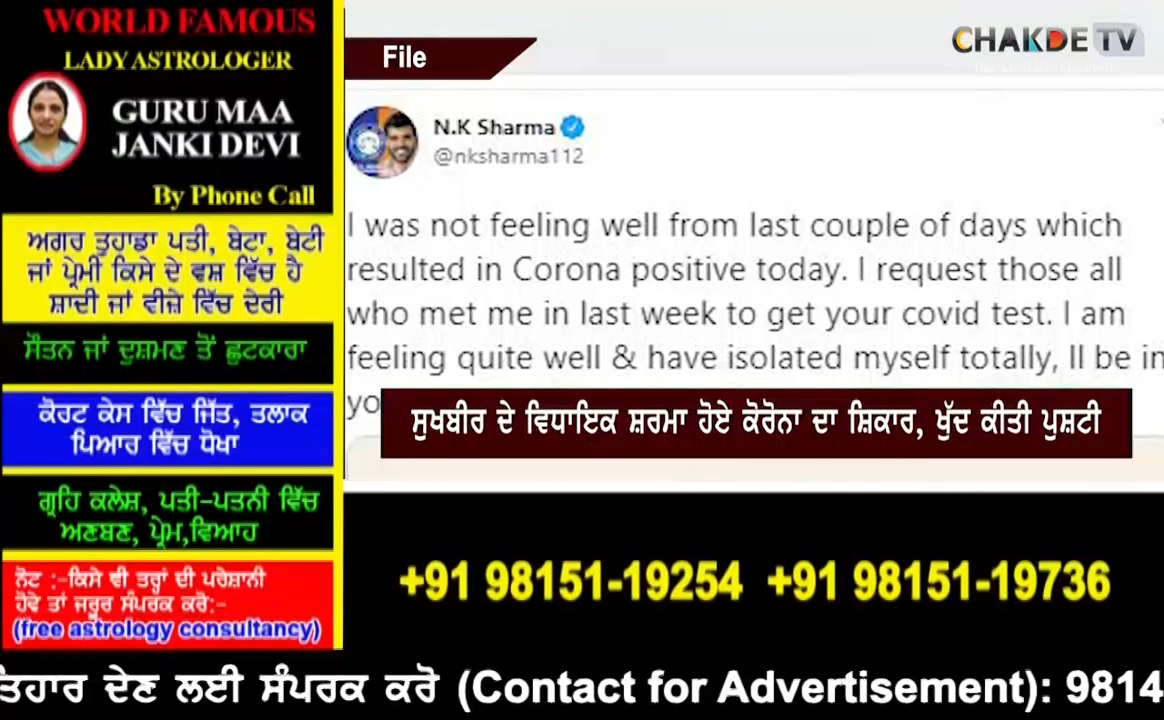 WORLD FAMOUS
LADY ASTROLOGER
GURU MAA
JANKI DEVI
By Phone Call
ਅਗਰ ਤੁਹਾਡਾ ਪਤੀ, ਬੇਟਾ, ਬੇਟੀ
ਜਾਂ ਪ੍ਰੇਮੀ ਕਿਸੇ ਦੇ ਵਸ਼ ਵਿੱਚ ਹੈ
ਸ਼ਾਦੀ ਜਾਂ ਵੀਜ਼ੇ ਵਿੱਚ ਦੇਰੀ
ਸੌਤਨ ਜਾਂ ਦੁਸ਼ਮਣ ਤੋਂ ਛੁਟਕਾਰਾ
ਕੋਰਟ ਕੇਸ ਵਿੱਚ ਜਿੱਤ, ਤਲਾਕ
ਪਿਆਰ ਵਿੱਚ ਧੋਖਾ
ਗ੍ਰਹਿ ਕਲੇਸ਼, ਪਤੀ-ਪਤਨੀ ਵਿੱਚ
ਅਣਬਣ, ਪ੍ਰੇਮ,ਵਿਆਹ
ਨੋਟ :-ਕਿਸੇ ਵੀ ਤਰ੍ਹਾਂ ਦੀ ਪਰੇਸ਼ਾਨੀ
ਹੋਵੇ ਤਾਂ ਜਰੂਰ ਸੰਪਰਕ ਕਰੋ:-
(free astrology consultancy)
File
CHAKDE TV
N.K Sharma
@nksharma112
I was not feeling well from last couple of days which
resulted in Corona positive today. I request those all
who met me in last week to get your covid test. I am
feeling quite well & have isolated myself totally, ll be in
yo
ਸੁਖਬੀਰ ਦੇ ਵਿਧਾਇਕ ਸ਼ਰਮਾ ਹੋਏ ਕੋਰੋਨਾ ਦਾ ਸ਼ਿਕਾਰ, ਖੁੱਦ ਕੀਤੀ ਪੁਸ਼ਟੀ
+91 98151-19254 +91 98151-19736
ਤਿਹਾਰ ਦੇਣ ਲਈ ਸੰਪਰਕ ਕਰੋ (Contact for Advertisement): 9814